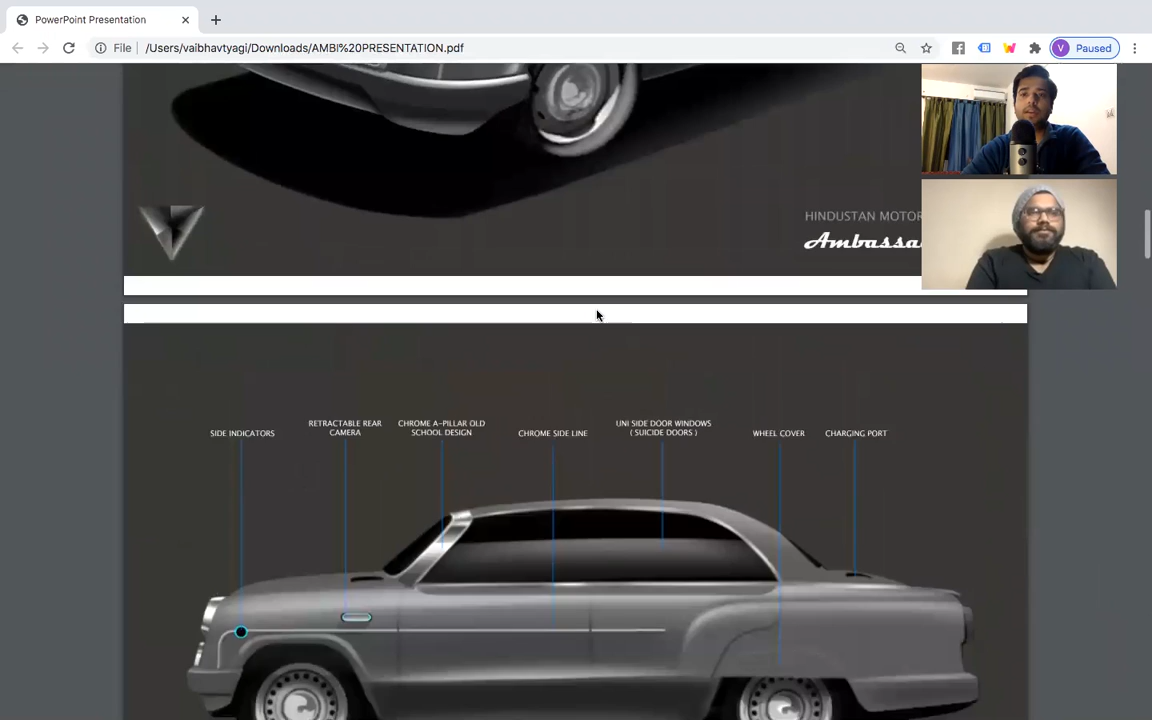 PowerPoint Presentation
File
/Users/vaibhavtyagi/Downloads/AMBI%20PRESENTATION.pdf
V
Paused
HINDUSTAN MOTOR
Ambassa
SIDE INDICATORS
RETRACTABLE REAR
CAMERA
CHROME A-PILLAR OLD
SCHOOL DESIGN
CHROME SIDE LINE
UNI SIDE DOOR WINDOWS
( SUICIDE DOORS )
WHEEL COVER
CHARGING PORT